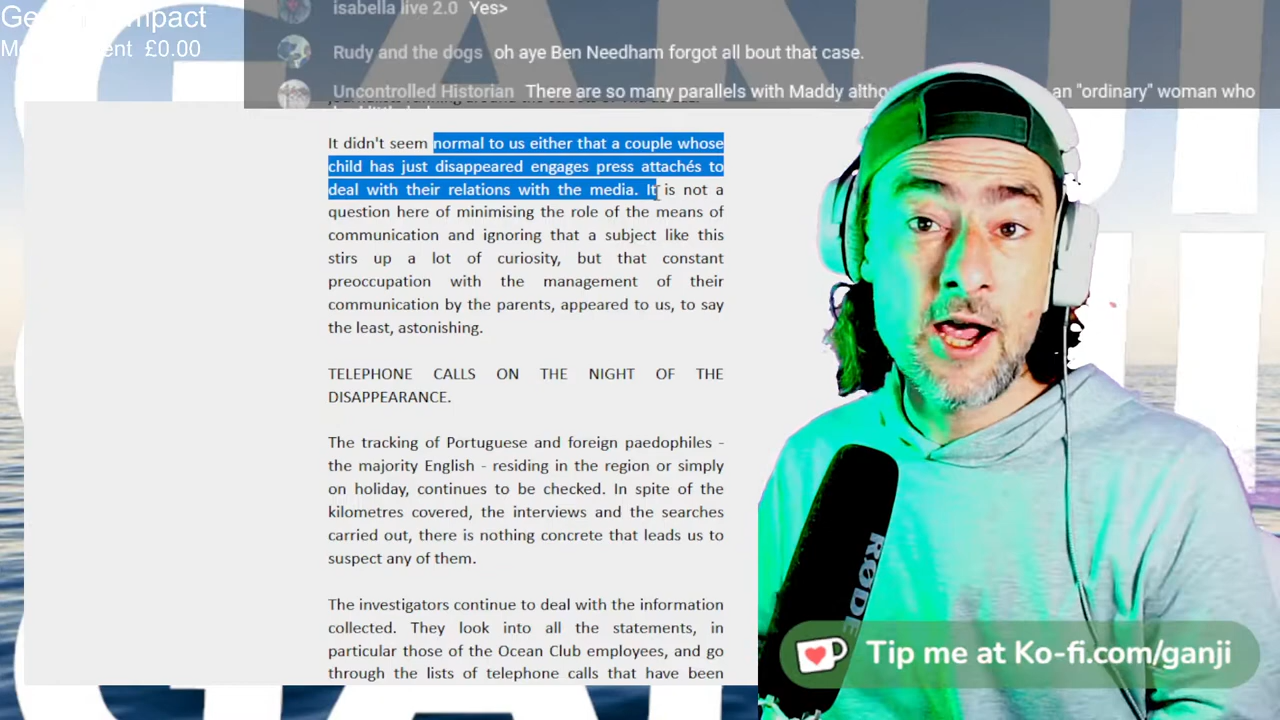 isabella live 2.0 Yes>
£0.00
Rudy and the dogs oh aye Ben Needham forgot all bout that case.
Uncontrolled Historian There are so many parallels with Maddy an "ordinary" woman who
It didn't seem normal to us either that a couple whose
child has just disappeared engages press attachés to
deal with their relations with the media. It is not a
question here of minimising the role of the means of
communication and ignoring that a subject like this
stirs up a lot of curiosity, but that constant
preoccupation with the management of their
communication by the parents, appeared to us, to say
the least, astonishing.
TELEPHONE CALLS ON THE NIGHT OF THE
DISAPPEARANCE.
The tracking of Portuguese and foreign paedophiles -
the majority English - residing in the region or simply
on holiday, continues to be checked. In spite of the
kilometres covered, the interviews and the searches
carried out, there is nothing concrete that leads us to
suspect any of them.
The investigators continue to deal with the information
collected. They look into all the statements, in
particular those of the Ocean Club employees, and go
through the lists of telephone calls that have been
RØDE
Tip me at Ko-fi.com/ganji